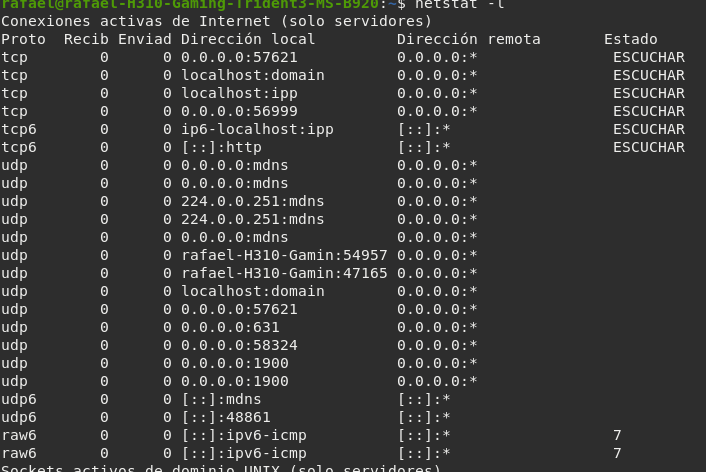 rafael@rafael-H310-Gaming-Trident3-MS-B920:~$ netstat -l
Conexiones activas de Internet (solo servidores)
Proto  Recib Enviad Dirección local         Dirección remota       Estado
tcp        0      0 0.0.0.0:57621           0.0.0.0:*               ESCUCHAR
tcp        0      0 localhost:domain        0.0.0.0:*               ESCUCHAR
tcp        0      0 localhost:ipp           0.0.0.0:*               ESCUCHAR
tcp        0      0 0.0.0.0:56999           0.0.0.0:*               ESCUCHAR
tcp6       0      0 ip6-localhost:ipp       [::]:*                  ESCUCHAR
tcp6       0      0 [::]:http               [::]:*                  ESCUCHAR
udp        0      0 0.0.0.0:mdns            0.0.0.0:*
udp        0      0 0.0.0.0:mdns            0.0.0.0:*
udp        0      0 224.0.0.251:mdns        0.0.0.0:*
udp        0      0 224.0.0.251:mdns        0.0.0.0:*
udp        0      0 0.0.0.0:mdns            0.0.0.0:*
udp        0      0 rafael-H310-Gamin:54957 0.0.0.0:*
udp        0      0 rafael-H310-Gamin:47165 0.0.0.0:*
udp        0      0 localhost:domain        0.0.0.0:*
udp        0      0 0.0.0.0:57621           0.0.0.0:*
udp        0      0 0.0.0.0:631             0.0.0.0:*
udp        0      0 0.0.0.0:58324           0.0.0.0:*
udp        0      0 0.0.0.0:1900            0.0.0.0:*
udp        0      0 0.0.0.0:1900            0.0.0.0:*
udp6       0      0 [::]:mdns               [::]:*
udp6       0      0 [::]:48861              [::]:*
raw6       0      0 [::]:ipv6-icmp          [::]:*                  7
raw6       0      0 [::]:ipv6-icmp          [::]:*                  7
Sockets activos de dominio UNIX (solo servidores)